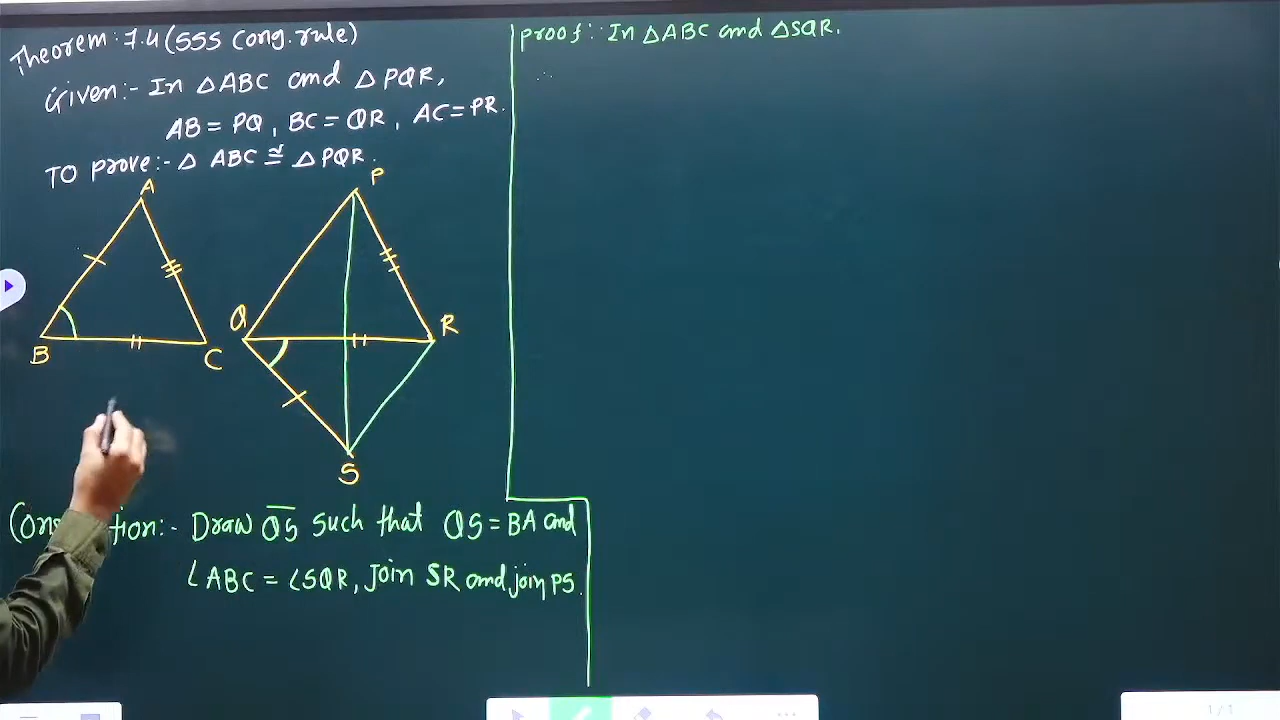 Theorem: 7.4 (SSS Cong. rule)
Given:- In △ABC and △PQR,
AB = PQ, BC = QR, AC = PR.
TO prove:- △ ABC ≅ △ PQR.
A
B
C
P
Q
R
S
:- Draw Q̅S̅ such that QS = BA and
∠ABC = ∠SQR, Join SR and join PS.
proof: In △ABC and △SQR.
1/1